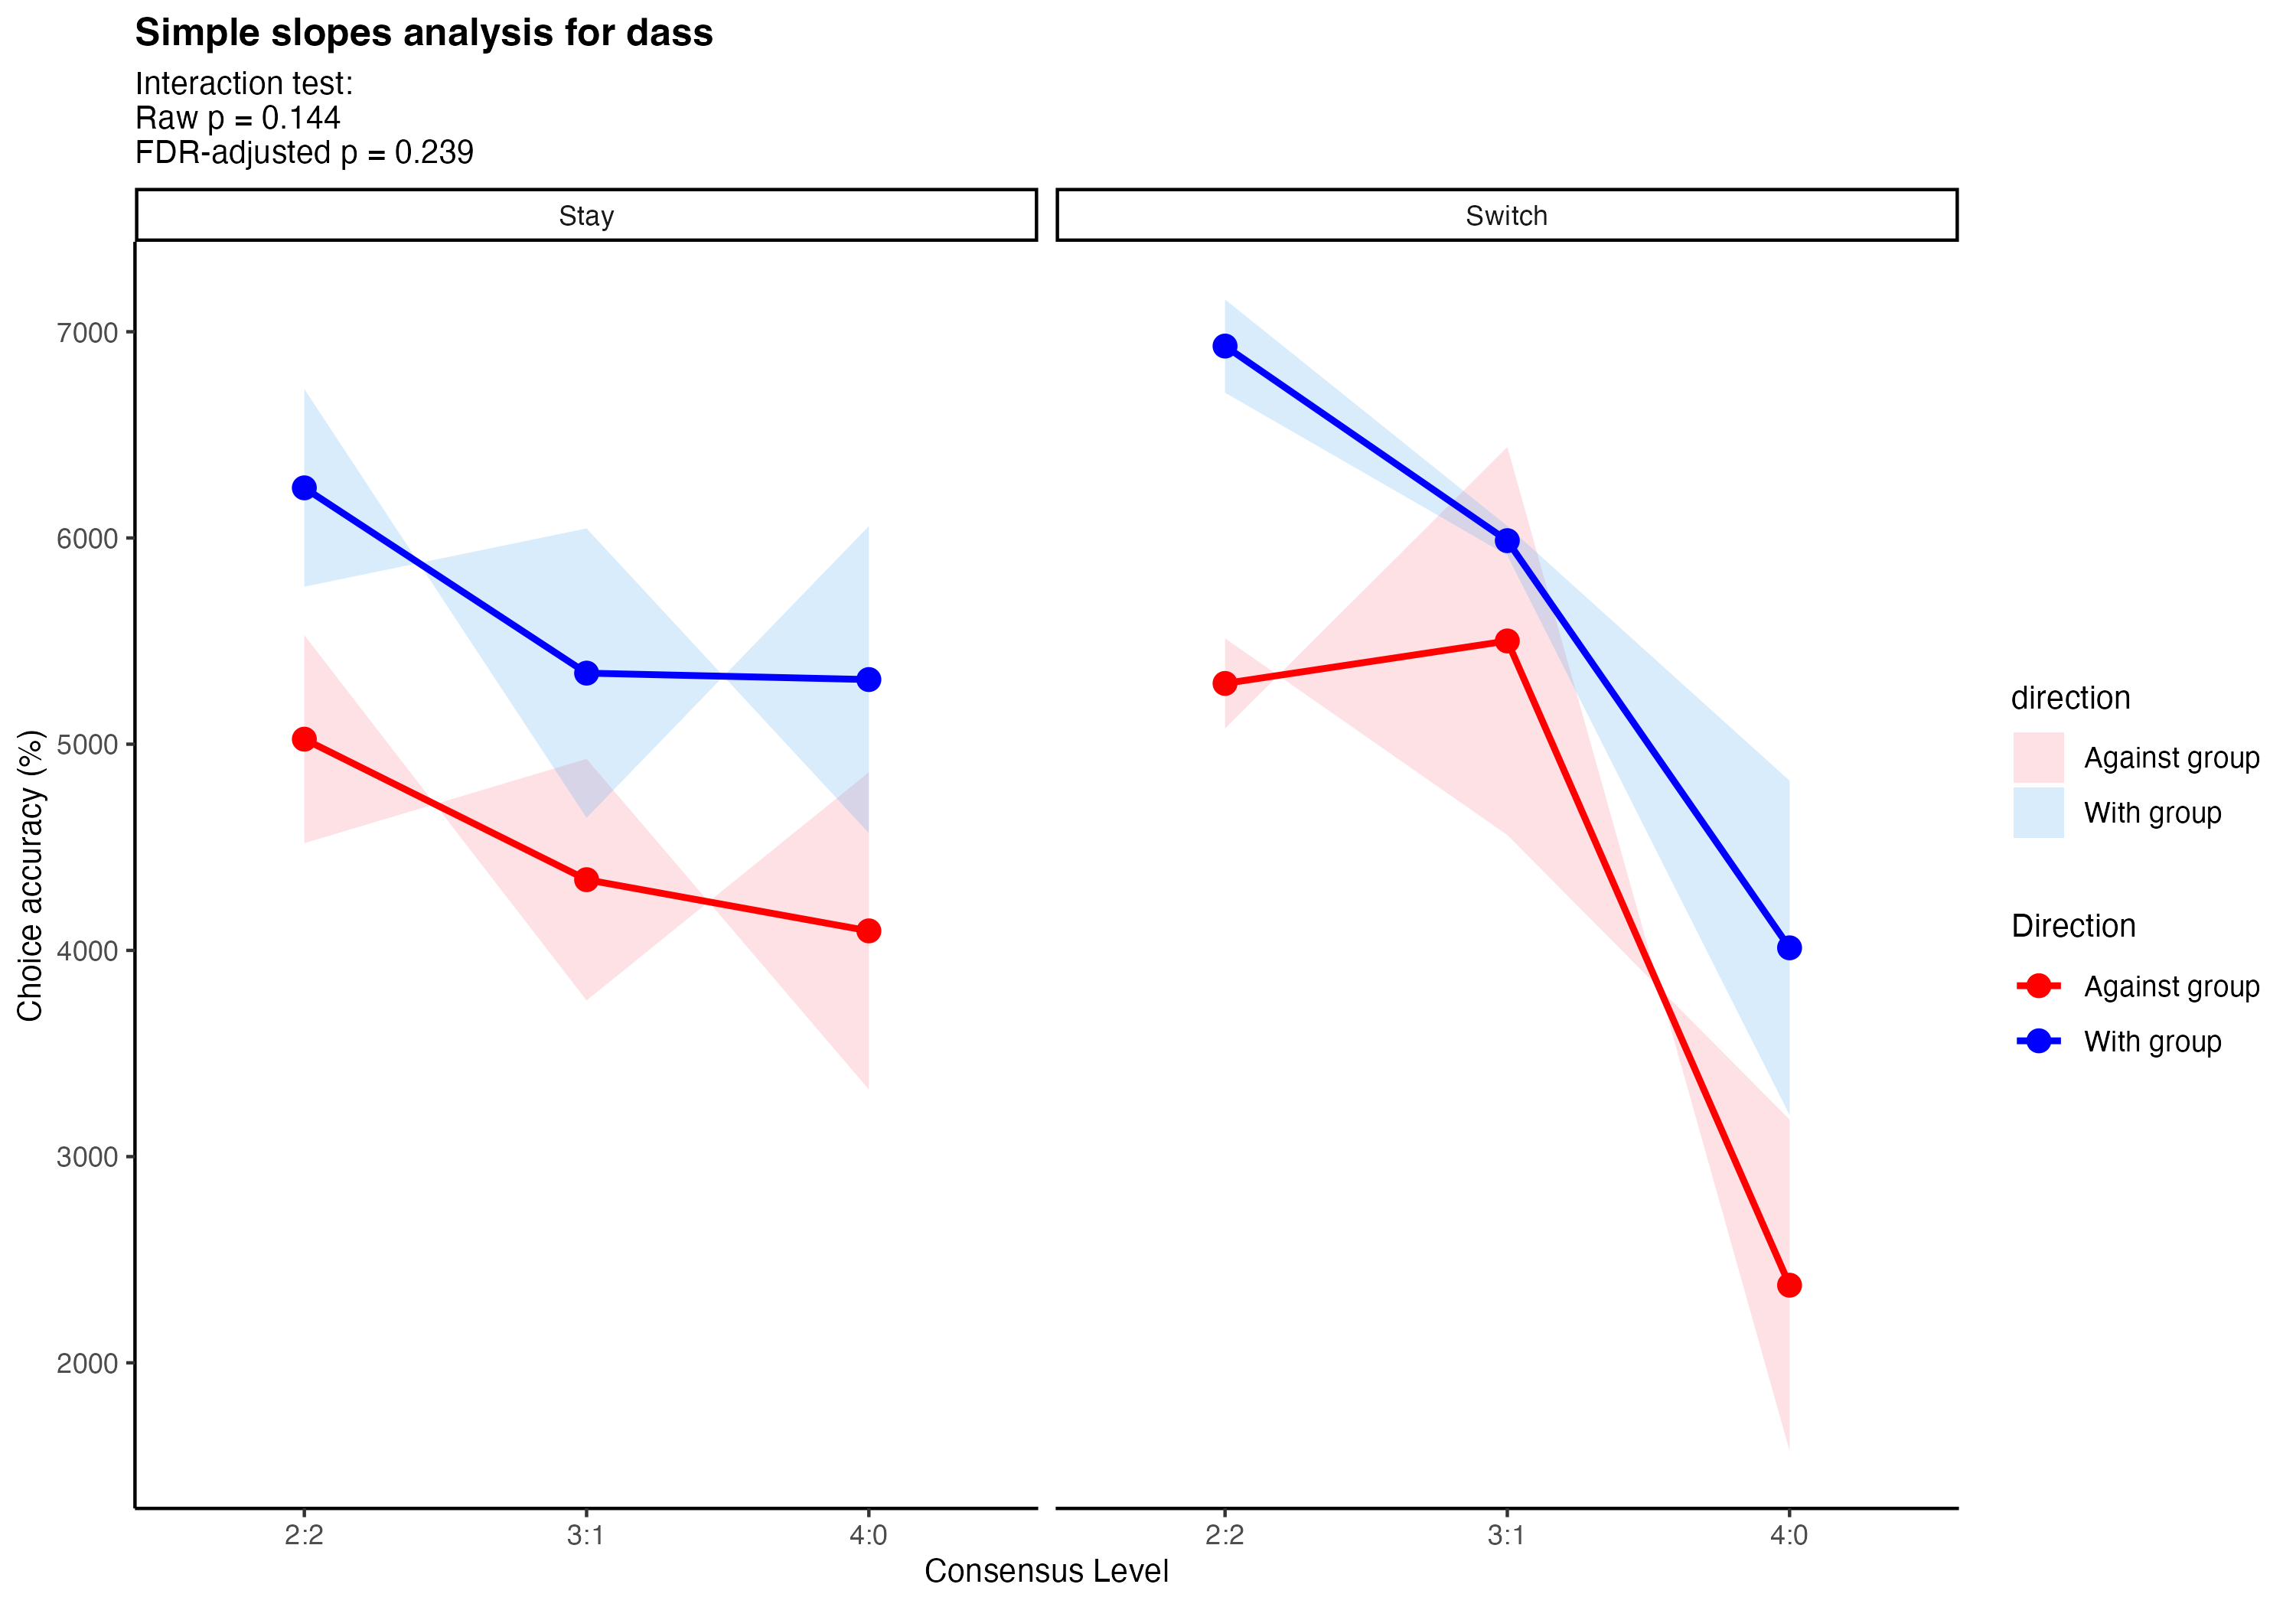 Simple slopes analysis for dass
Interaction test:
Raw p = 0.144
FDR-adjusted p = 0.239
Stay
Switch
Choice accuracy (%)
7000
6000
5000
4000
3000
2000
2:2
3:1
4:0
2:2
3:1
4:0
Consensus Level
direction
Against group
With group
Direction
Against group
With group